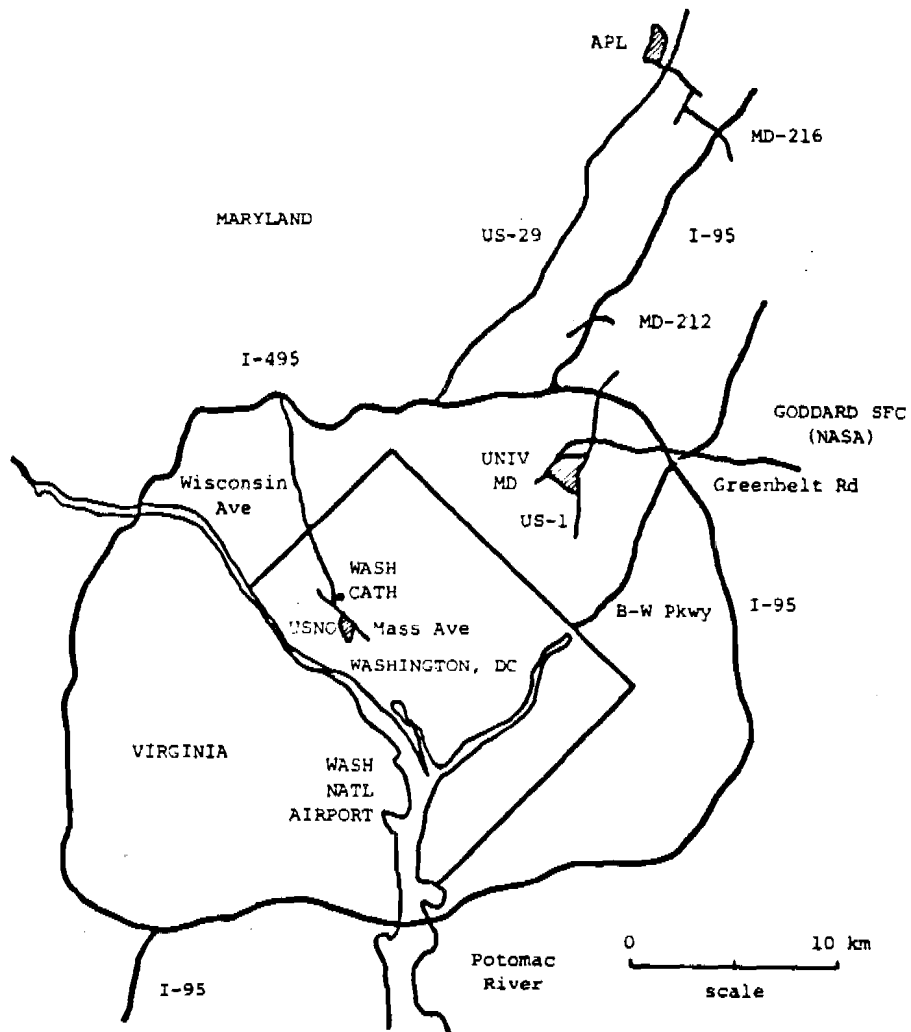 APL
MD-216
MARYLAND
US-29
I-95
MD-212
I-495
GODDARD SFC
(NASA)
UNIV
MD
Greenbelt Rd
Wisconsin
Ave
US-1
WASH
CATH
B-W Pkwy
I-95
USNO
Mass Ave
WASHINGTON, DC
VIRGINIA
WASH
NATL
AIRPORT
0 10 km
scale
Potomac
River
I-95